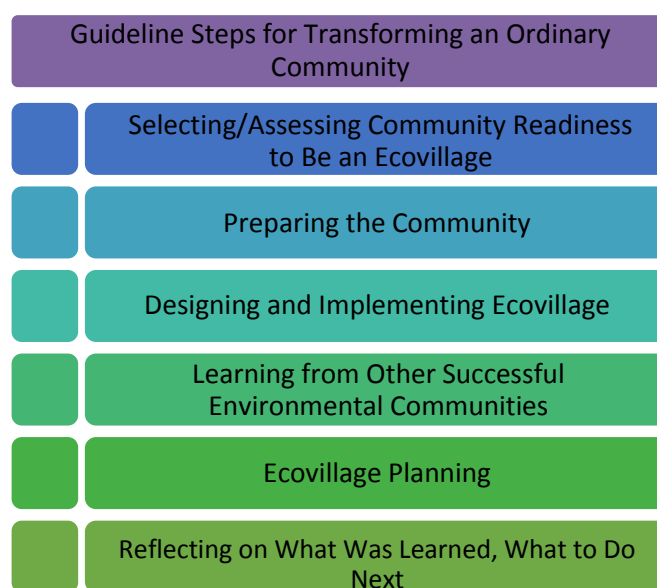 Guideline Steps for Transforming an Ordinary
Community
Selecting/Assessing Community Readiness
to Be an Ecovillage
Preparing the Community
Designing and Implementing Ecovillage
Learning from Other Successful
Environmental Communities
Ecovillage Planning
Reflecting on What Was Learned, What to Do
Next